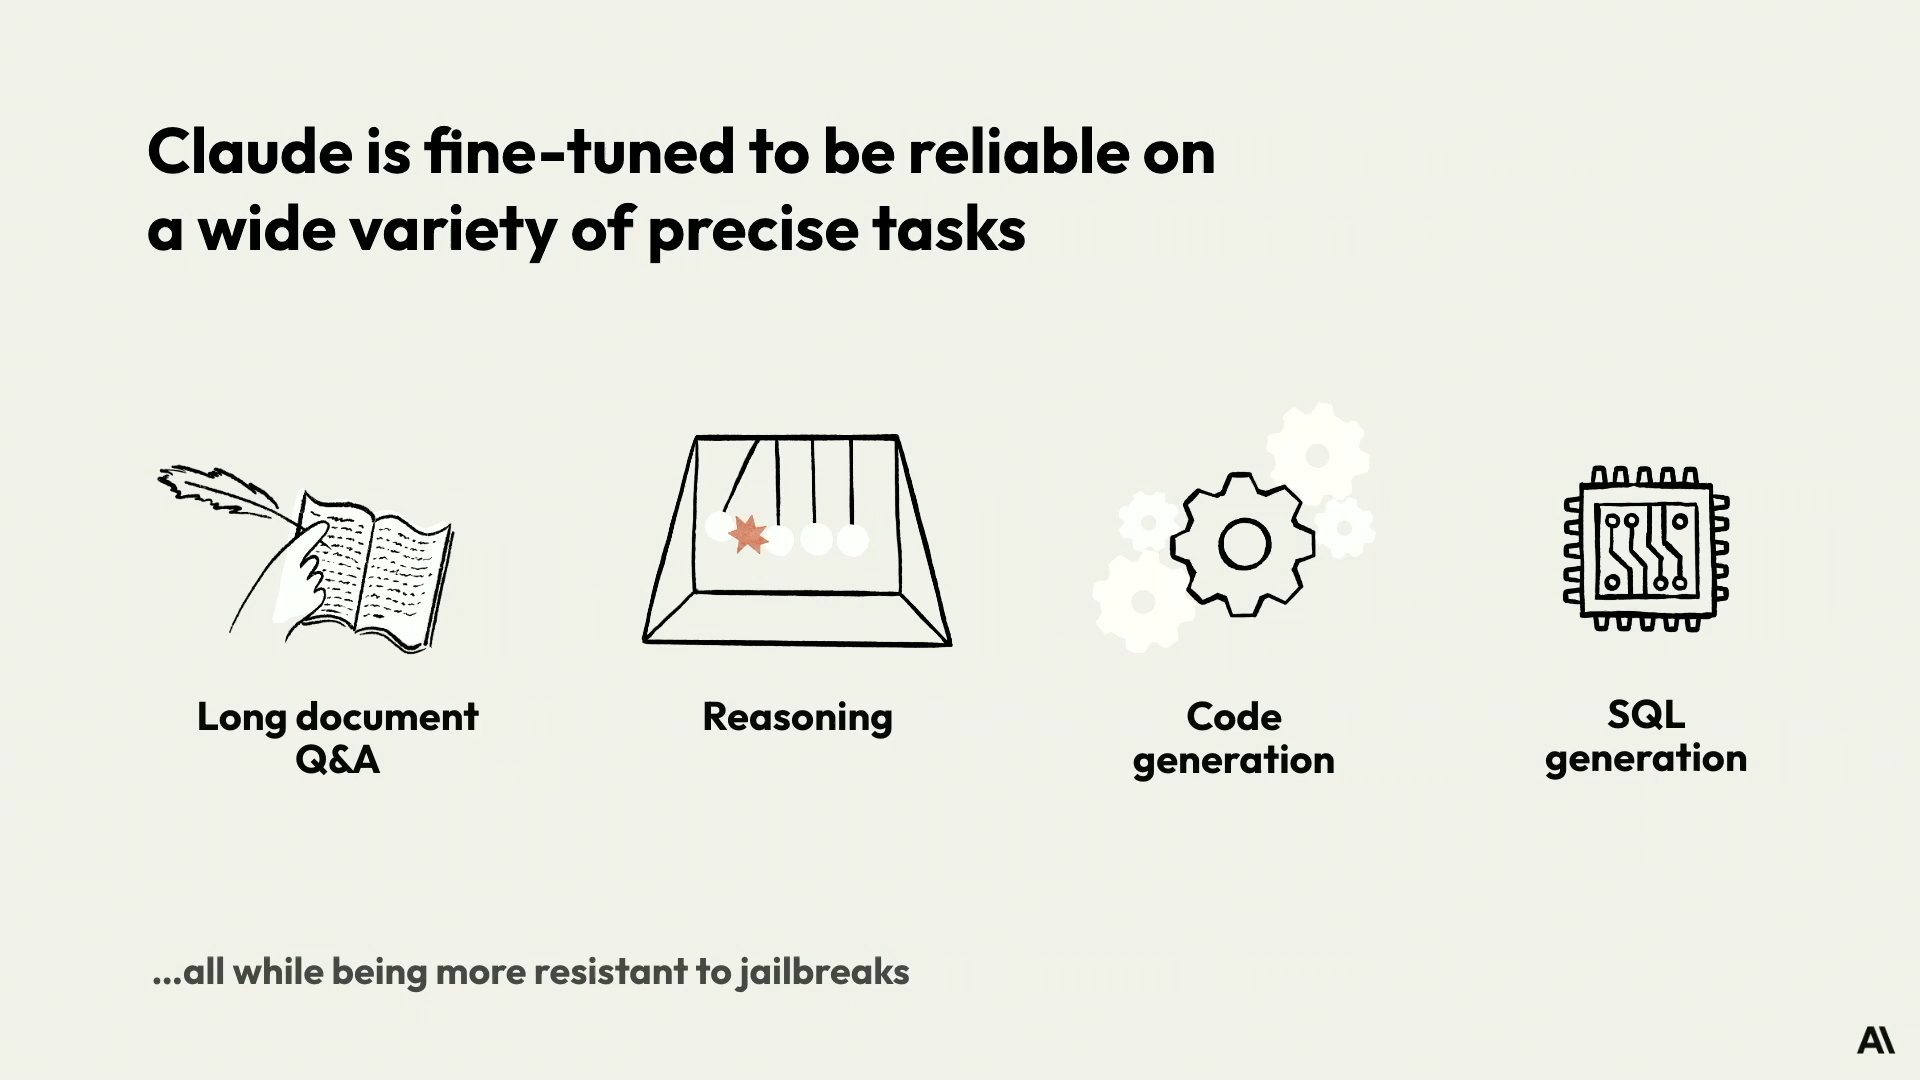 Claude is fine-tuned to be reliable on
a wide variety of precise tasks
Long document
Q&A
Reasoning
Code
generation
SQL
generation
...all while being more resistant to jailbreaks
A\